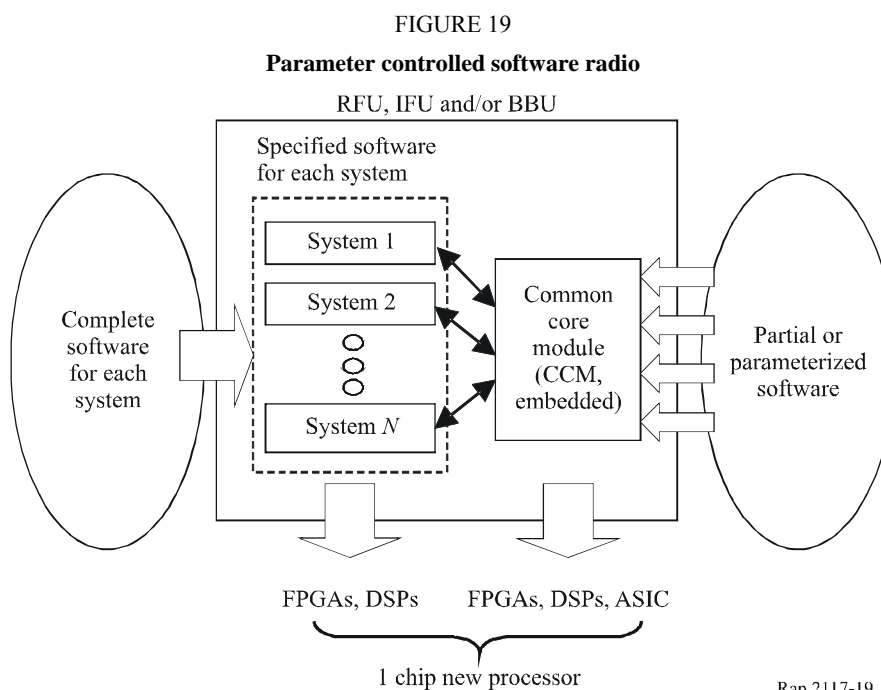 FIGURE 19
Parameter controlled software radio
RFU, IFU and/or BBU
Specified software
for each system
System 1
System 2
System N
Complete
software
for each
system
Common
core
module
(CCM,
embedded)
Partial or
parameterized
software
FPGAs, DSPs
FPGAs, DSPs, ASIC
1 chip new processor
Rap 2117-19